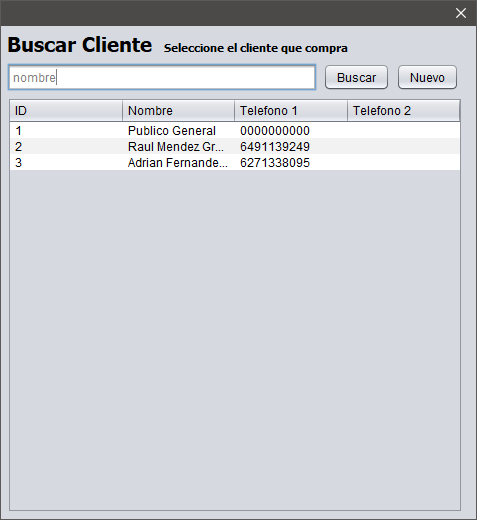 Buscar Cliente Seleccione el cliente que compra
nombre Buscar Nuevo
ID Nombre Telefono 1 Telefono 2
1 Publico General 0000000000
2 Raul Mendez Gr... 6491139249
3 Adrian Fernande... 6271338095